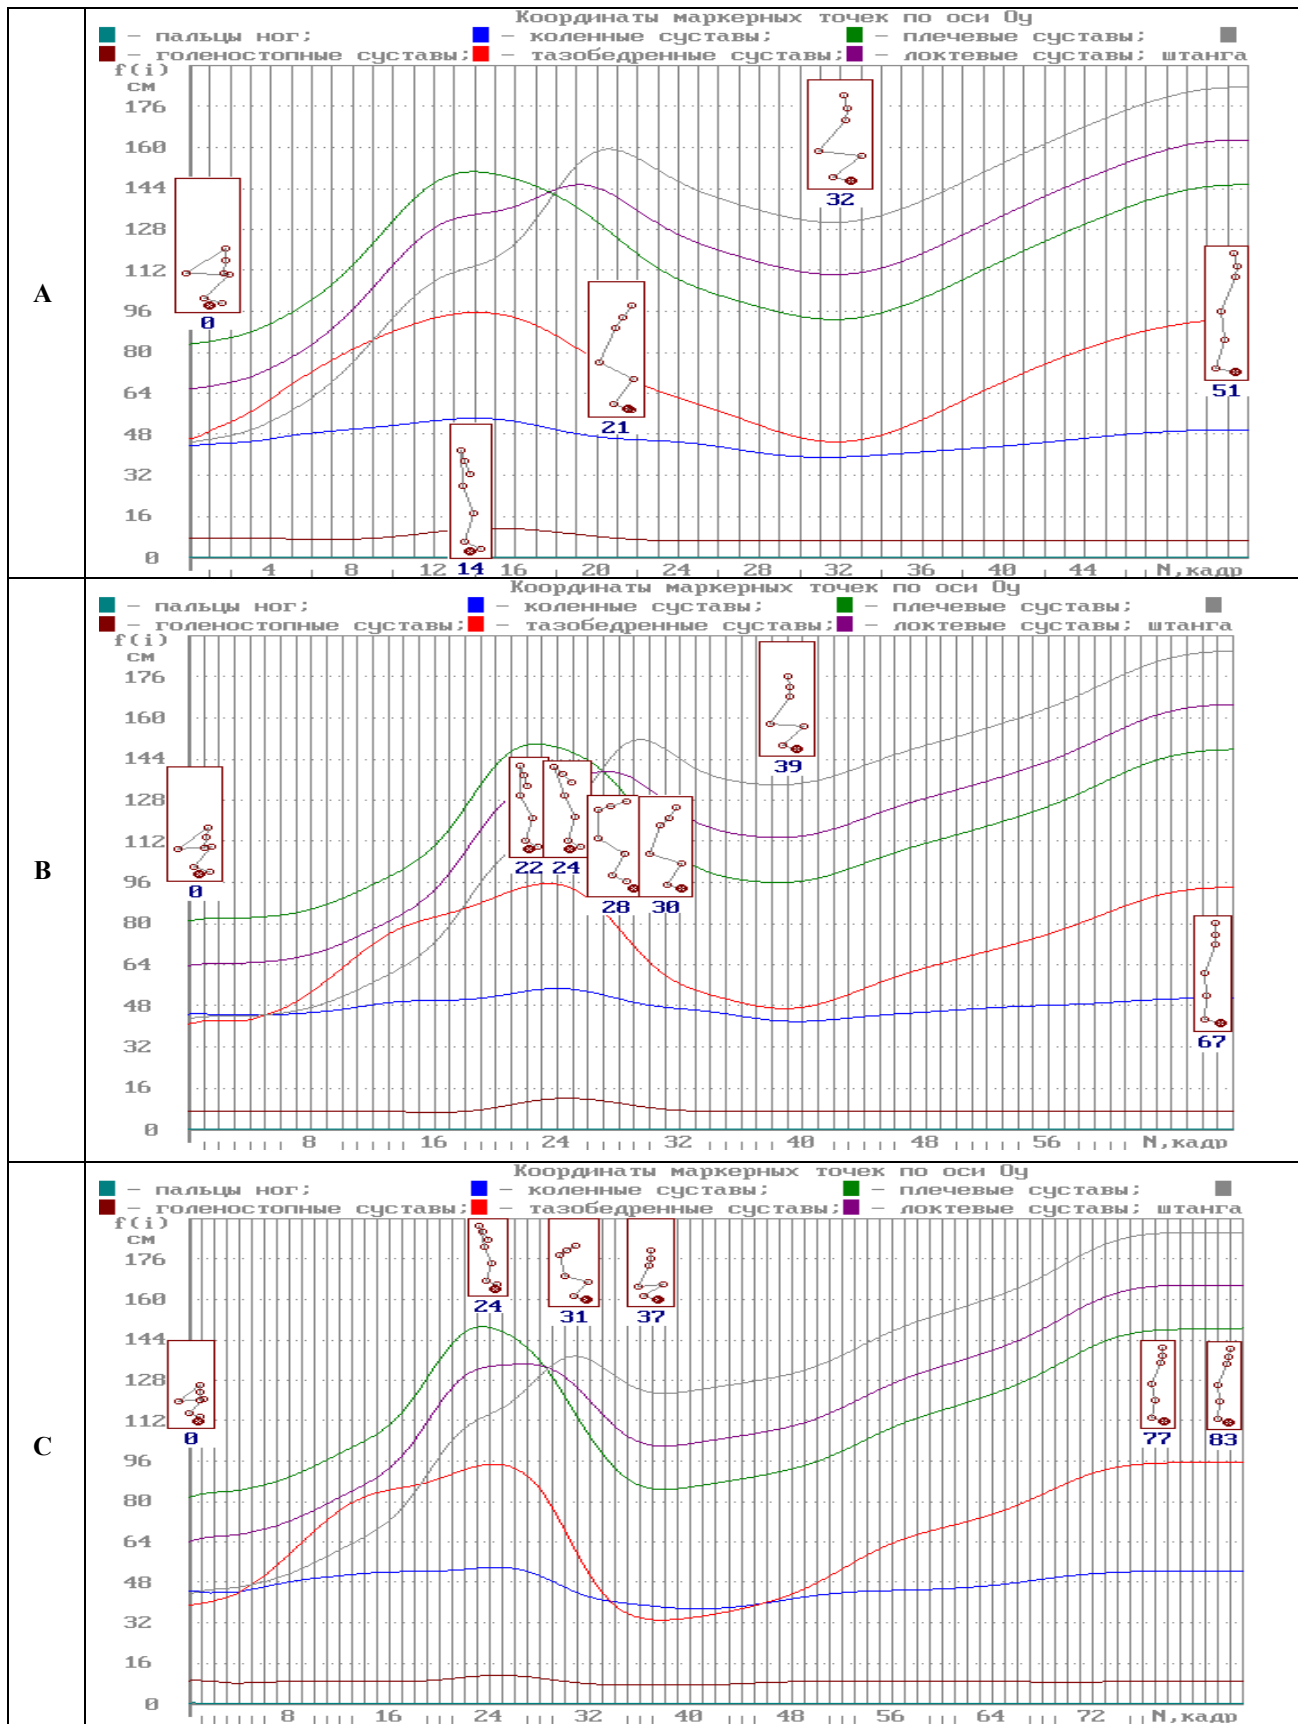 Координаты маркерных точек по оси Oy
- пальцы ног; - коленные суставы; - плечевые суставы;
- голеностопные суставы; - тазобедренные суставы; - локтевые суставы; штанга
f(i)
см
176
160
144
128
112
96
80
64
48
32
16
0
A
0
14
21
32
51
4 8 12 16 20 24 28 32 36 40 44 N,кадр
Координаты маркерных точек по оси Oy
- пальцы ног; - коленные суставы; - плечевые суставы;
- голеностопные суставы; - тазобедренные суставы; - локтевые суставы; штанга
f(i)
см
176
160
144
128
112
96
80
64
48
32
16
0
B
0
22 24
28 30
39
67
8 16 24 32 40 48 56 N,кадр
Координаты маркерных точек по оси Oy
- пальцы ног; - коленные суставы; - плечевые суставы;
- голеностопные суставы; - тазобедренные суставы; - локтевые суставы; штанга
f(i)
см
176
160
144
128
112
96
80
64
48
32
16
0
C
0
24
31 37
77 83
8 16 24 32 40 48 56 64 72 N,кадр